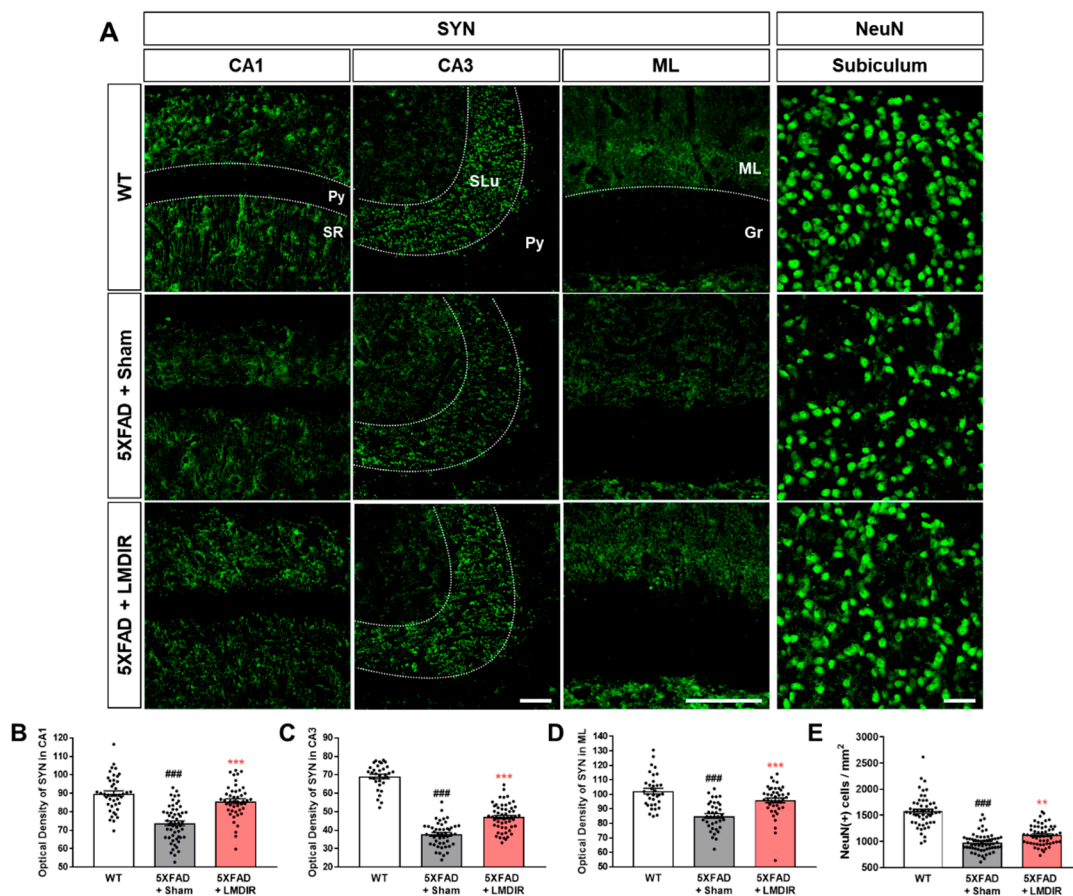 A
SYN
NeuN
CA1
CA3
ML
Subiculum
WT
Py
SR
SLu
Py
ML
Gr
5XFAD + Sham
5XFAD + LMDIR
B
Optical Density of SYN in CA1
120
110
100
90
80
70
60
50
###
***
WT
5XFAD
+ Sham
5XFAD
+ LMDIR
C
Optical Density of SYN in CA3
90
80
70
60
50
40
30
20
###
***
WT
5XFAD
+ Sham
5XFAD
+ LMDIR
D
Optical Density of SYN in ML
140
130
120
110
100
90
80
70
60
50
###
***
WT
5XFAD
+ Sham
5XFAD
+ LMDIR
E
NeuN(+) cells / mm²
3000
2500
2000
1500
1000
500
###
**
WT
5XFAD
+ Sham
5XFAD
+ LMDIR